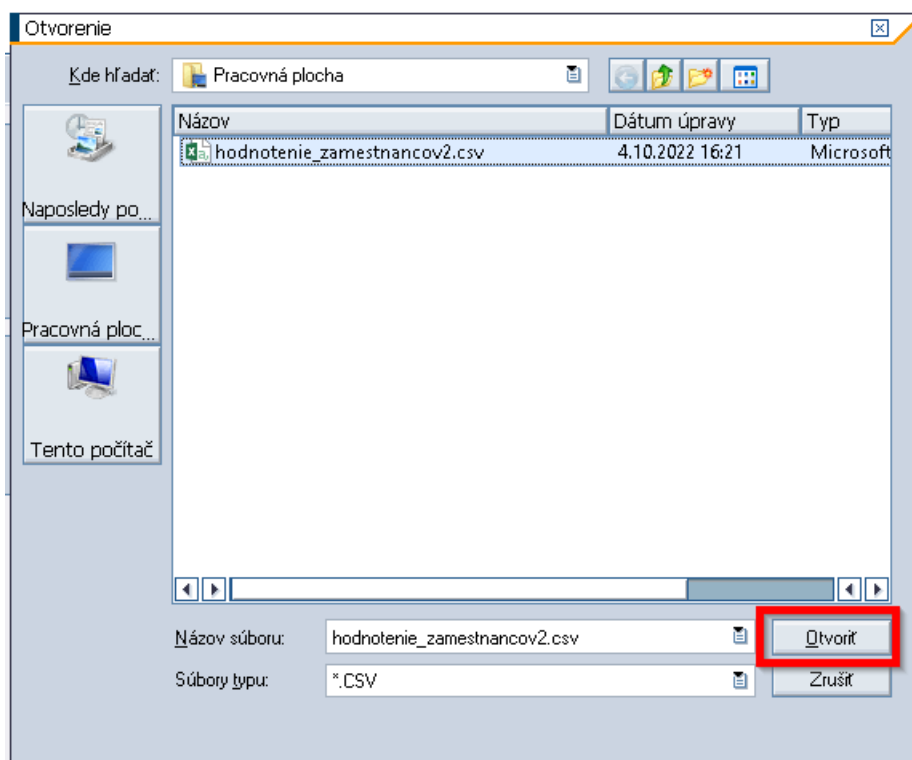 Otvorenie
Kde hľadať: Pracovná plocha
Názov Dátum úpravy Typ
hodnotenie_zamestnancov2.csv 4.10.2022 16:21 Microsoft
Naposledy po...
Pracovná ploc...
Tento počítač
Názov súboru: hodnotenie_zamestnancov2.csv Otvoriť
Súbory typu: *.CSV Zrušiť